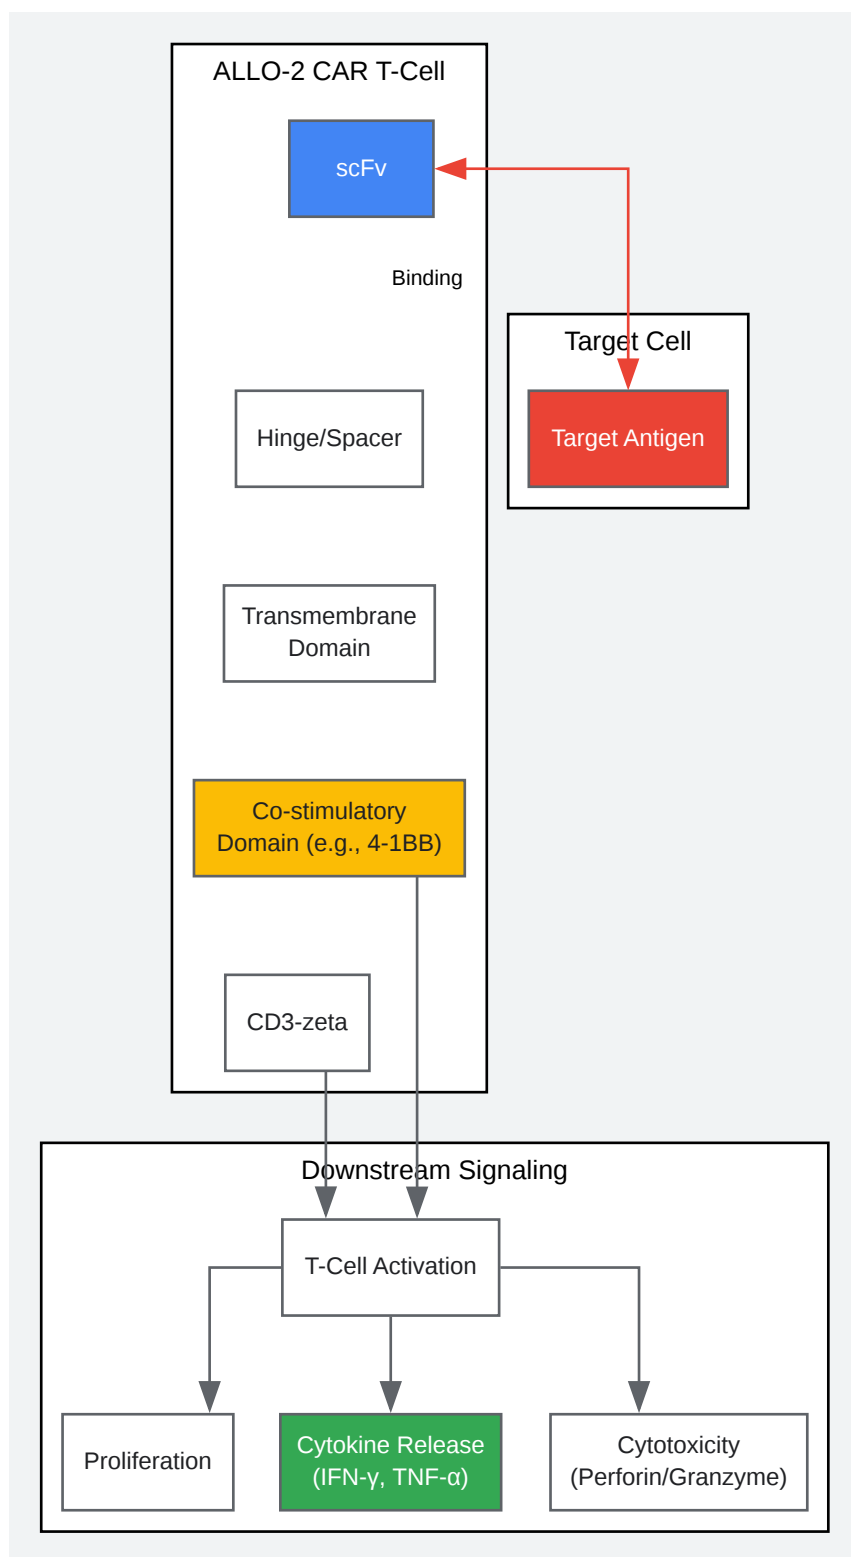 ALLO-2 CAR T-Cell
scFv
Binding
Target Cell
Hinge/Spacer
Target Antigen
Transmembrane
Domain
Co-stimulatory
Domain (e.g., 4-1BB)
CD3-zeta
Downstream Signaling
T-Cell Activation
Proliferation
Cytokine Release
(IFN-γ, TNF-α)
Cytotoxicity
(Perforin/Granzyme)